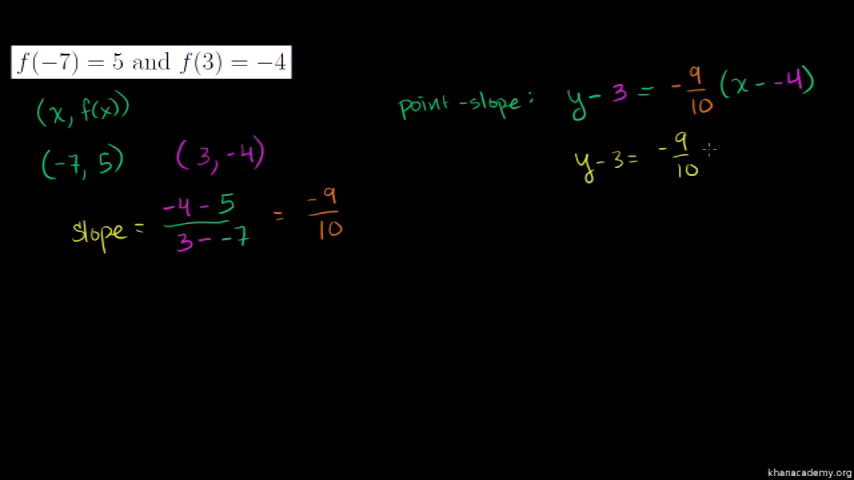 f(−7) = 5 and f(3) = −4
(x, f(x))
(-7, 5) (3, -4)
slope = (-4 - 5)/(3 - -7) = -9/10
point-slope: y - 3 = -9/10 (x - -4)
y - 3 = -9/10
khanacademy.org